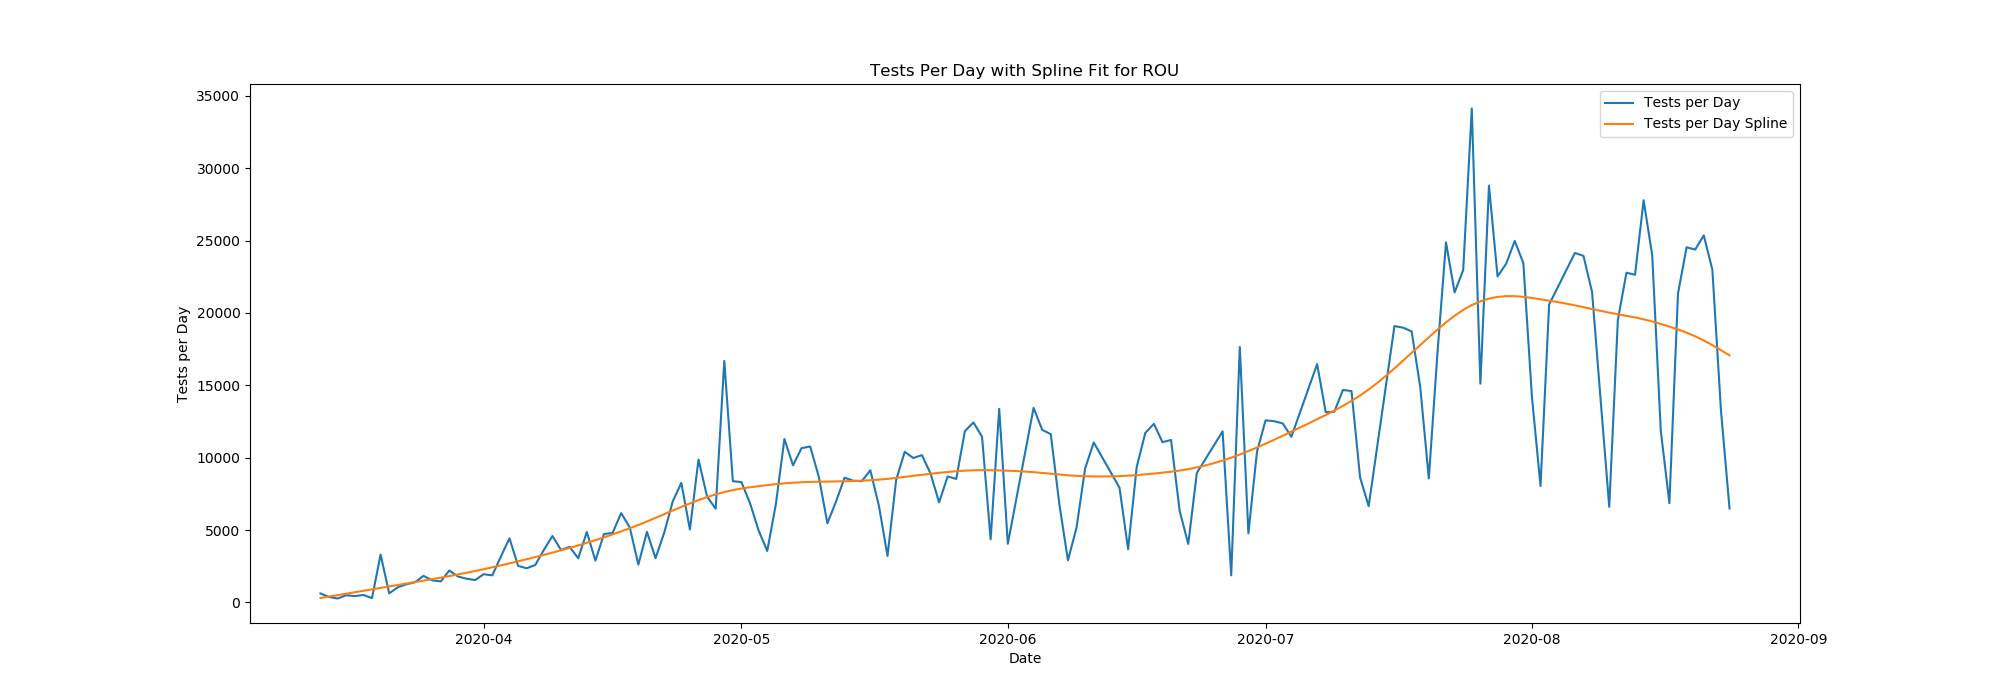 Tests Per Day with Spline Fit for ROU
35000
30000
25000
20000
15000
10000
5000
0
Tests per Day
Tests per Day
Tests per Day Spline
2020-04
2020-05
2020-06
2020-07
2020-08
2020-09
Date